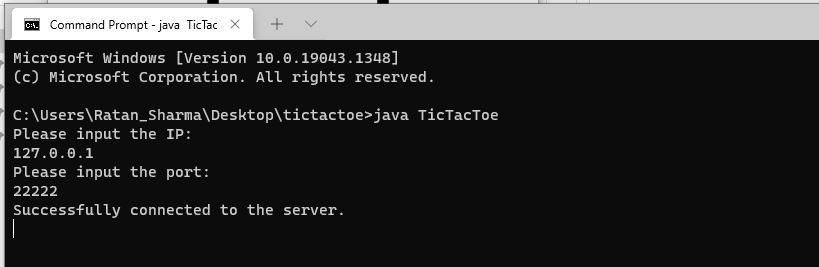 Command Prompt - java TicTac
Microsoft Windows [Version 10.0.19043.1348]
(c) Microsoft Corporation. All rights reserved.
C:\Users\Ratan_Sharma\Desktop\tictactoe>java TicTacToe
Please input the IP:
127.0.0.1
Please input the port:
22222
Successfully connected to the server.